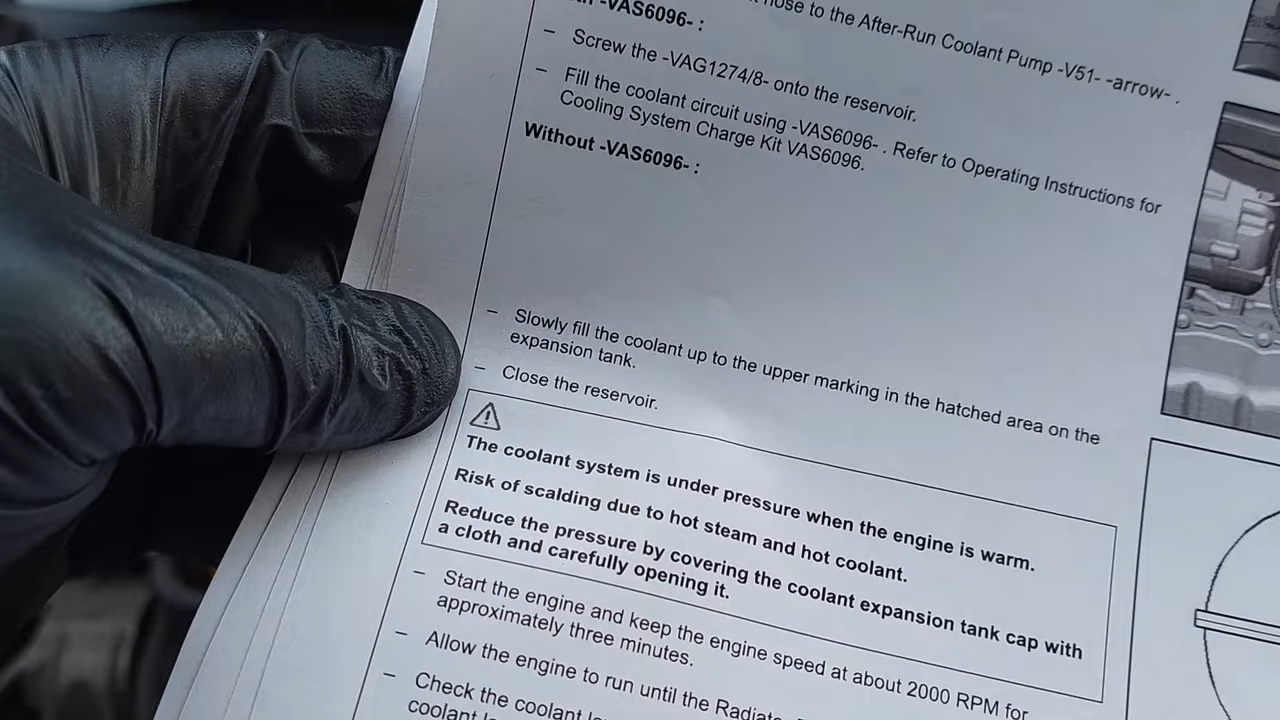 hose to the After-Run Coolant Pump -V51- -arrow- .
-VAS6096- :
– Screw the -VAG1274/8- onto the reservoir.
– Fill the coolant circuit using -VAS6096- . Refer to Operating Instructions for
Cooling System Charge Kit VAS6096.
Without -VAS6096- :
– Slowly fill the coolant up to the upper marking in the hatched area on the
expansion tank.
– Close the reservoir.
The coolant system is under pressure when the engine is warm.
Risk of scalding due to hot steam and hot coolant.
Reduce the pressure by covering the coolant expansion tank cap with
a cloth and carefully opening it.
– Start the engine and keep the engine speed at about 2000 RPM for
approximately three minutes.
– Allow the engine to run until the
– Check the coolant
coolant